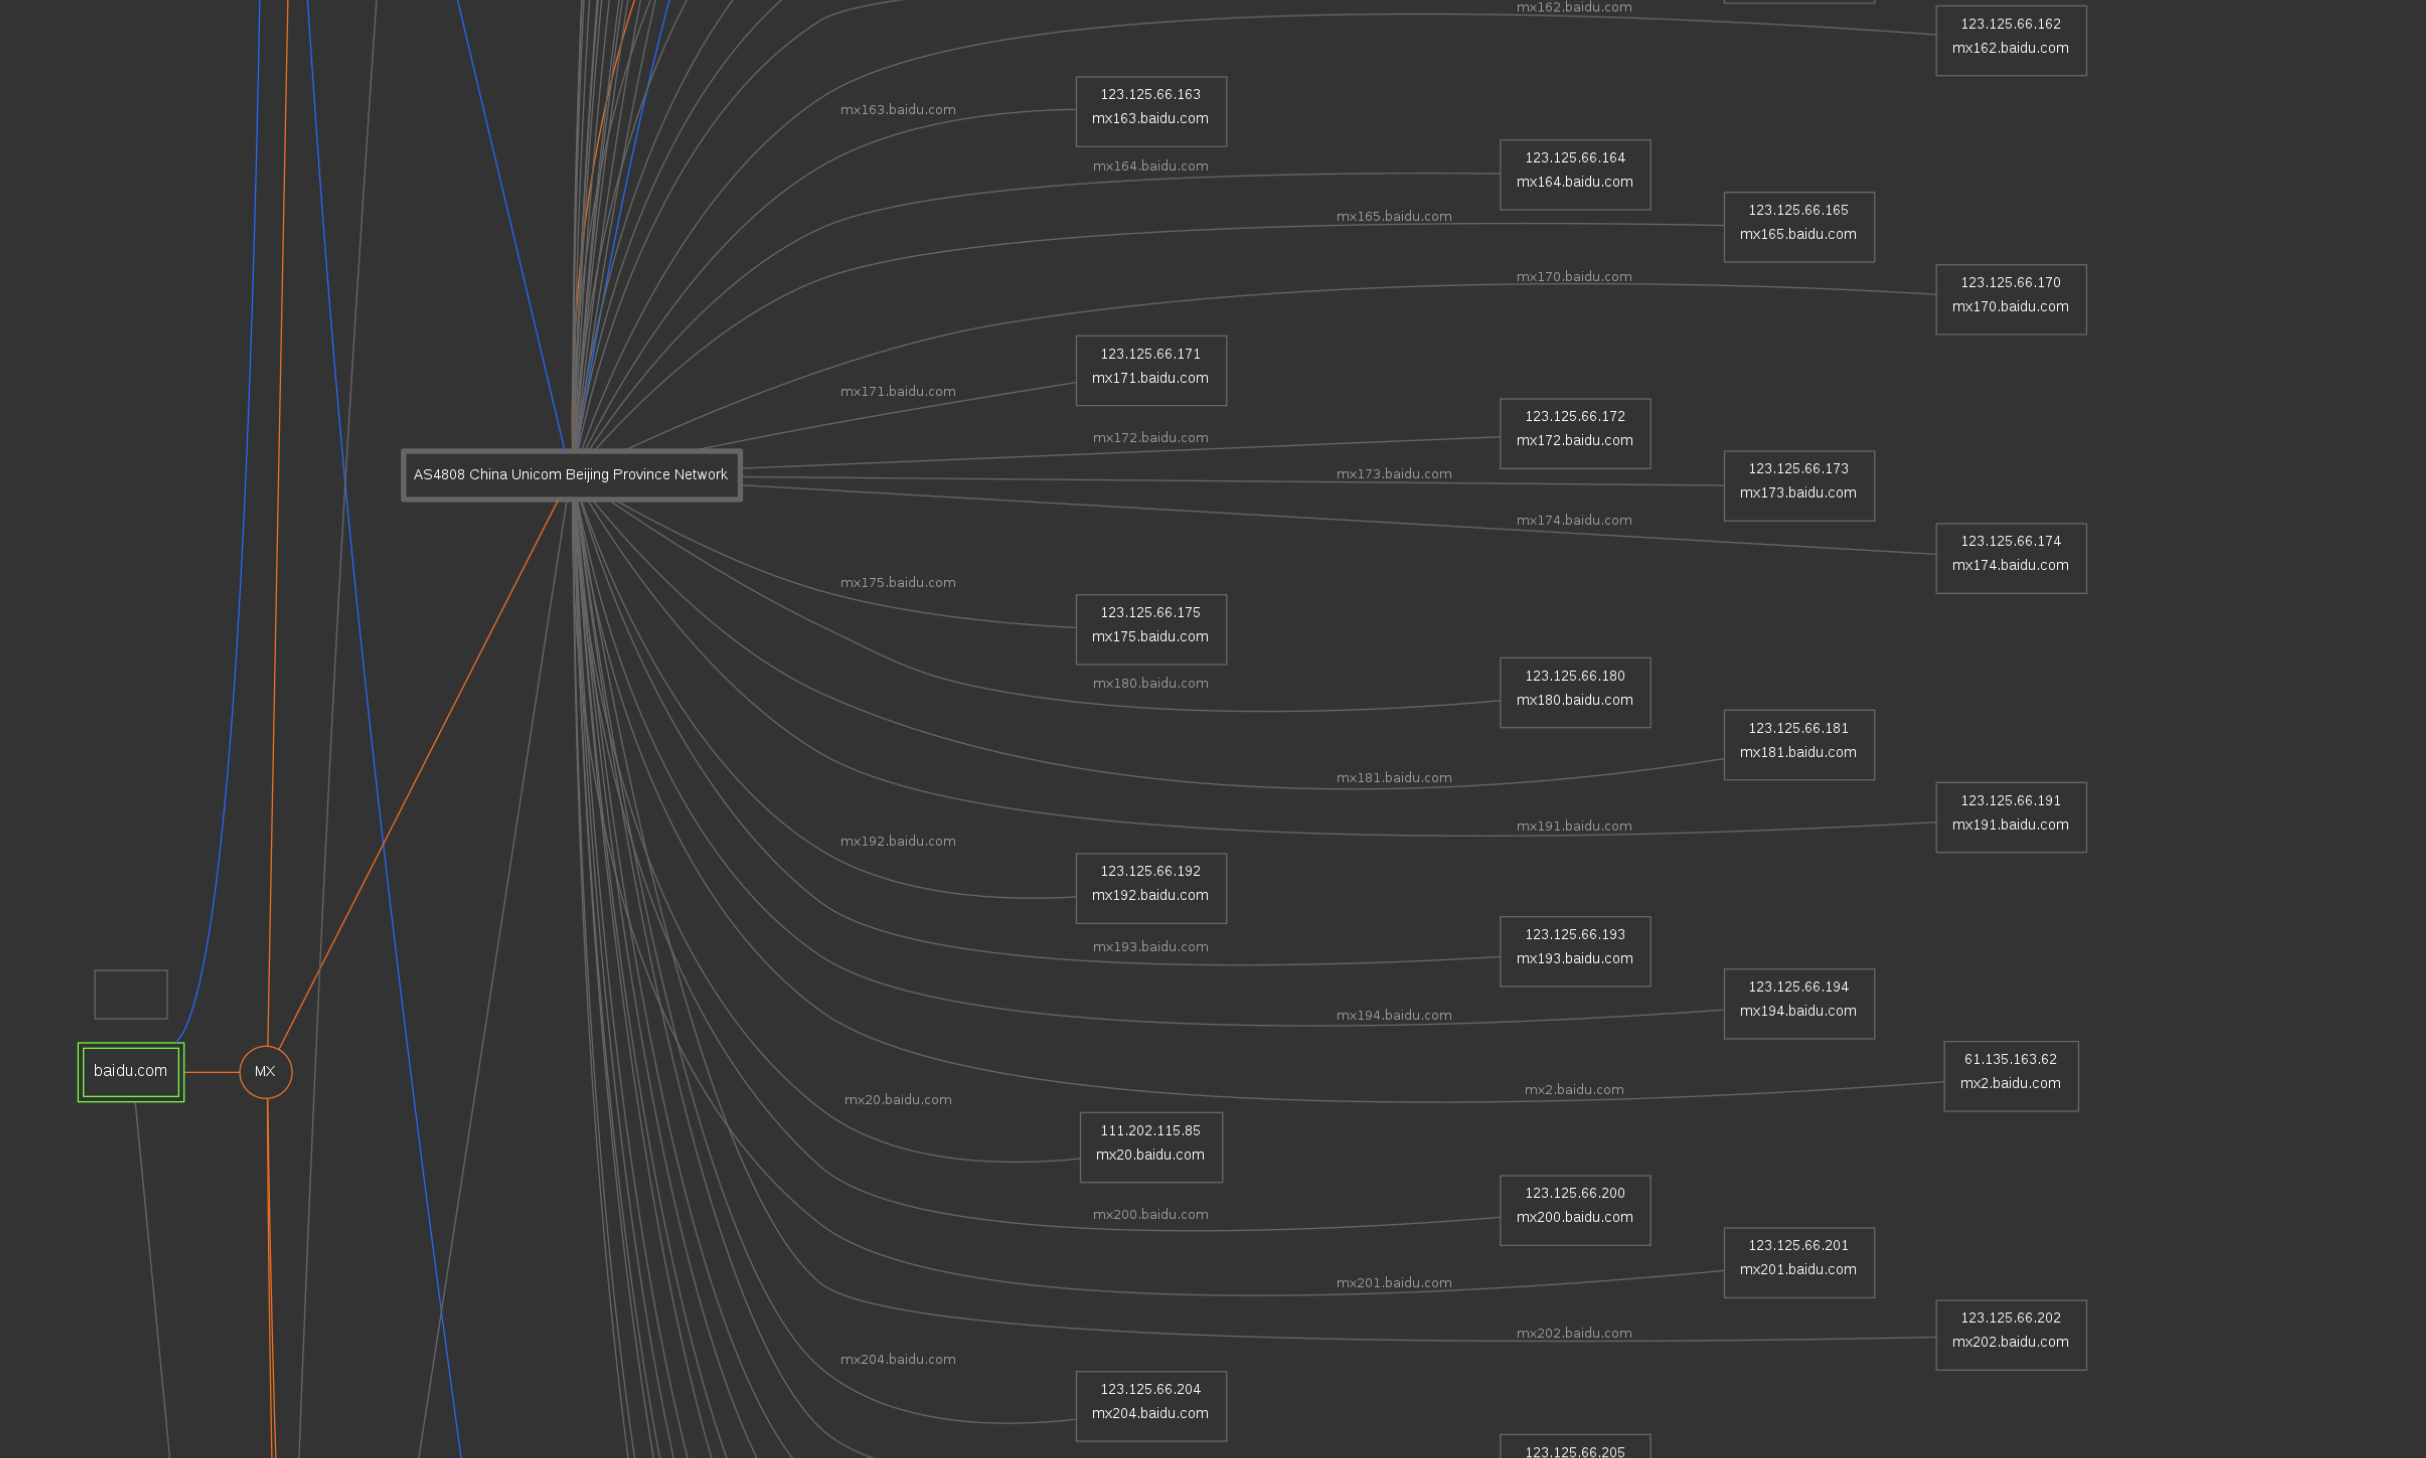 mx162.baidu.com
123.125.66.162
mx162.baidu.com
mx163.baidu.com
123.125.66.163
mx163.baidu.com
mx164.baidu.com
123.125.66.164
mx164.baidu.com
mx165.baidu.com
123.125.66.165
mx165.baidu.com
mx170.baidu.com
123.125.66.170
mx170.baidu.com
mx171.baidu.com
123.125.66.171
mx171.baidu.com
mx172.baidu.com
123.125.66.172
mx172.baidu.com
AS4808 China Unicom Beijing Province Network
mx173.baidu.com
123.125.66.173
mx173.baidu.com
mx174.baidu.com
123.125.66.174
mx174.baidu.com
mx175.baidu.com
123.125.66.175
mx175.baidu.com
mx180.baidu.com
123.125.66.180
mx180.baidu.com
mx181.baidu.com
123.125.66.181
mx181.baidu.com
mx191.baidu.com
123.125.66.191
mx191.baidu.com
mx192.baidu.com
123.125.66.192
mx192.baidu.com
mx193.baidu.com
123.125.66.193
mx193.baidu.com
mx194.baidu.com
123.125.66.194
mx194.baidu.com
baidu.com
MX
mx2.baidu.com
61.135.163.62
mx2.baidu.com
mx20.baidu.com
111.202.115.85
mx20.baidu.com
mx200.baidu.com
123.125.66.200
mx200.baidu.com
mx201.baidu.com
123.125.66.201
mx201.baidu.com
mx202.baidu.com
123.125.66.202
mx202.baidu.com
mx204.baidu.com
123.125.66.204
mx204.baidu.com
123.125.66.205